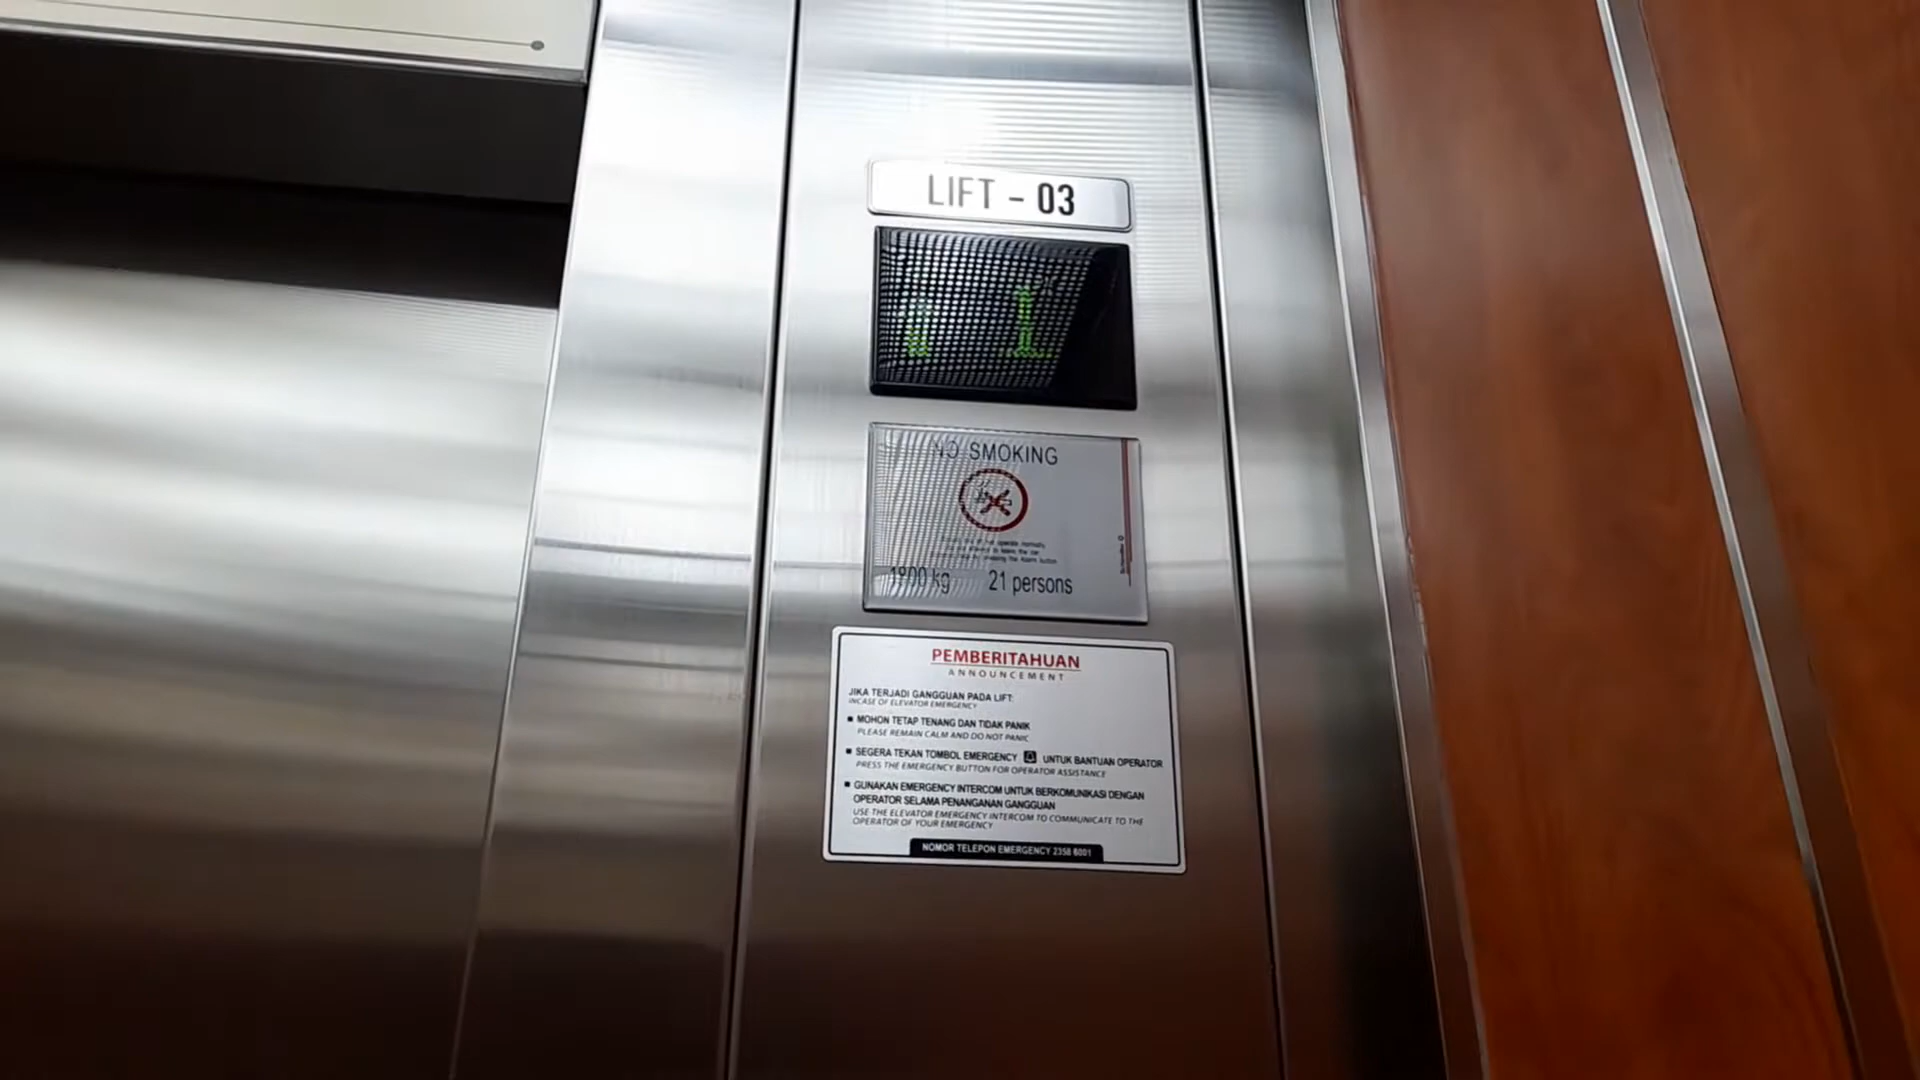 LIFT - 03
1
NO SMOKING
1800 kg 21 persons
PEMBERITAHUAN
ANNOUNCEMENT
JIKA TERJADI GANGGUAN PADA LIFT:
INCASE OF ELEVATOR EMERGENCY
MOHON TETAP TENANG DAN TIDAK PANIK
PLEASE REMAIN CALM AND DO NOT PANIC
SEGERA TEKAN TOMBOL EMERGENCY UNTUK BANTUAN OPERATOR
PRESS THE EMERGENCY BUTTON FOR OPERATOR ASSISTANCE
GUNAKAN EMERGENCY INTERCOM UNTUK BERKOMUNIKASI DENGAN
OPERATOR SELAMA PENANGANAN GANGGUAN
USE THE ELEVATOR EMERGENCY INTERCOM TO COMMUNICATE TO THE
OPERATOR OF YOUR EMERGENCY
NOMOR TELEPON EMERGENCY 2358 6001